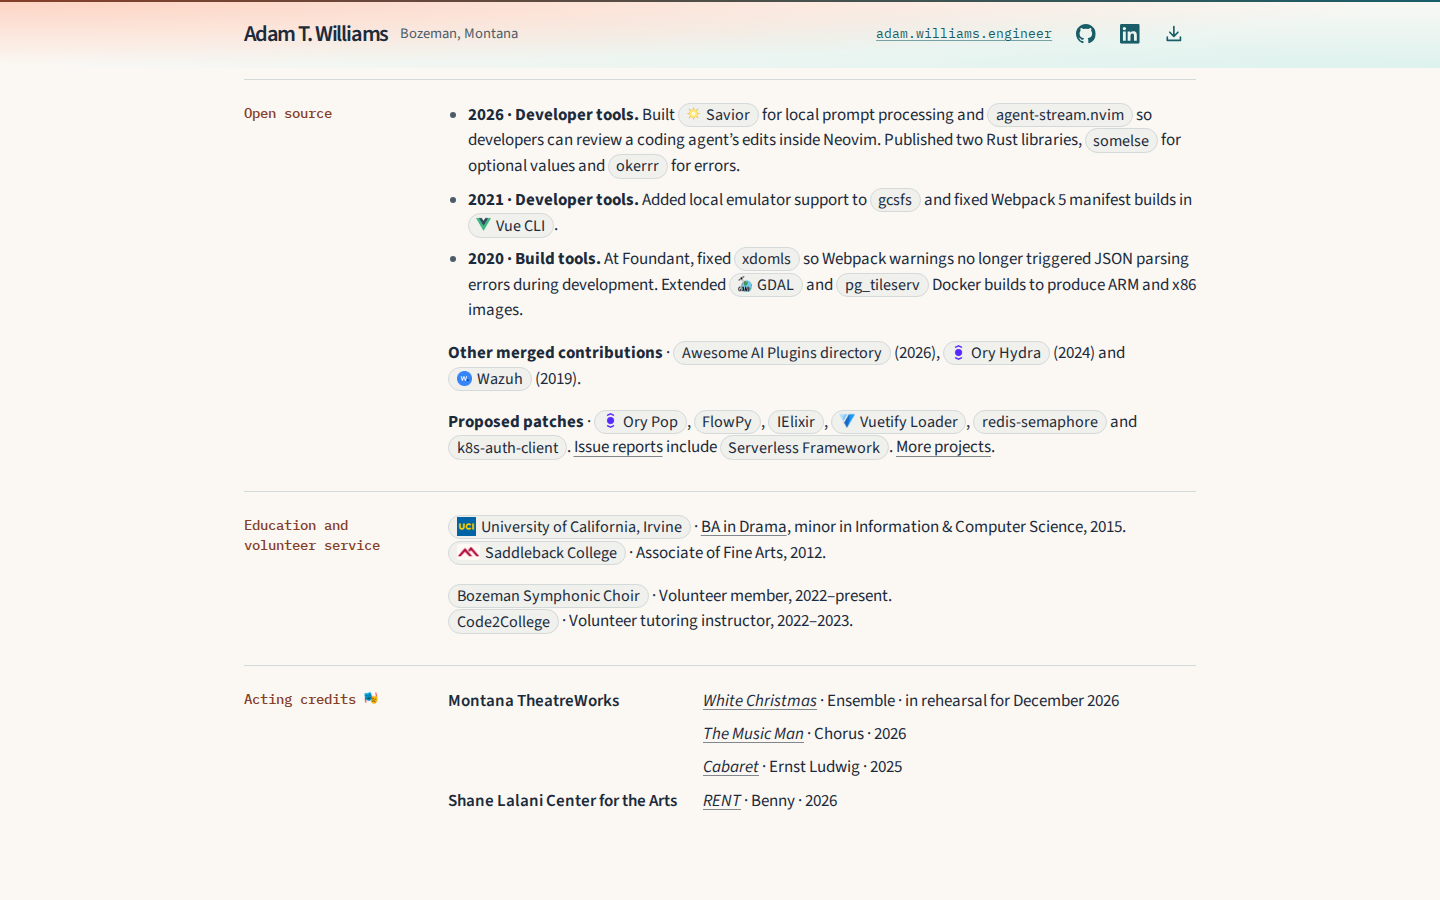 Adam T. Williams Bozeman, Montana adam.williams.engineer
Open source
2026 · Developer tools. Built Savior for local prompt processing and agent-stream.nvim so
developers can review a coding agent’s edits inside Neovim. Published two Rust libraries, somelse for
optional values and okerrr for errors.
2021 · Developer tools. Added local emulator support to gcsfs and fixed Webpack 5 manifest builds in
Vue CLI.
2020 · Build tools. At Foundant, fixed xdomls so Webpack warnings no longer triggered JSON parsing
errors during development. Extended GDAL and pg_tileserv Docker builds to produce ARM and x86
images.
Other merged contributions · Awesome AI Plugins directory (2026), Ory Hydra (2024) and
Wazuh (2019).
Proposed patches · Ory Pop, FlowPy, IElixir, Vuetify Loader, redis-semaphore and
k8s-auth-client. Issue reports include Serverless Framework. More projects.
Education and
volunteer service
UCI University of California, Irvine · BA in Drama, minor in Information & Computer Science, 2015.
Saddleback College · Associate of Fine Arts, 2012.
Bozeman Symphonic Choir · Volunteer member, 2022–present.
Code2College · Volunteer tutoring instructor, 2022–2023.
Acting credits
Montana TheatreWorks White Christmas · Ensemble · in rehearsal for December 2026
The Music Man · Chorus · 2026
Cabaret · Ernst Ludwig · 2025
Shane Lalani Center for the Arts RENT · Benny · 2026